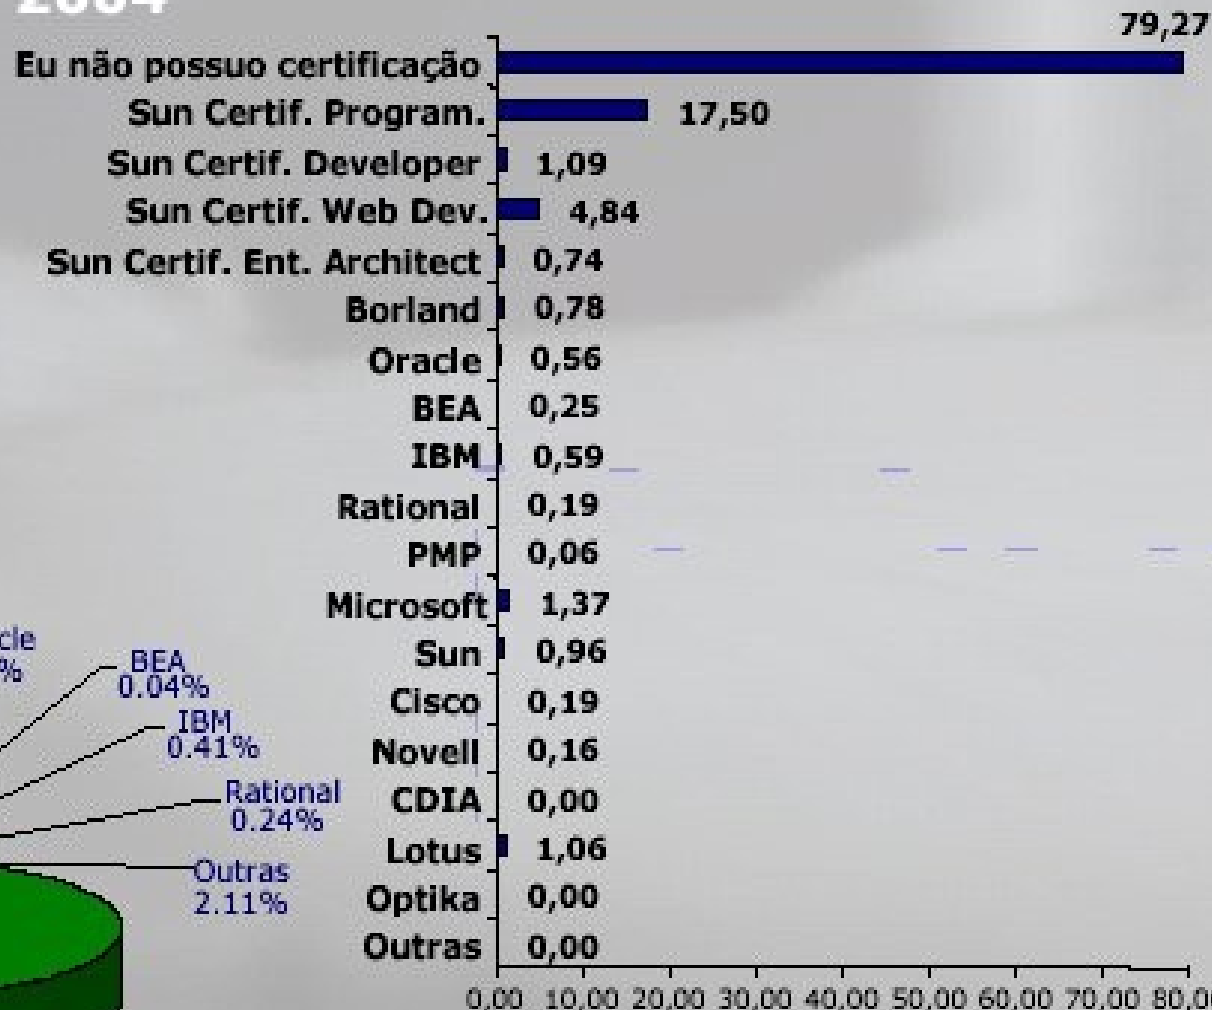 2004
79,27
Eu não possuo certificação
Sun Certif. Program. 17,50
Sun Certif. Developer 1,09
Sun Certif. Web Dev. 4,84
Sun Certif. Ent. Architect 0,74
Borland 0,78
Oracle 0,56
BEA 0,25
IBM 0,59
Rational 0,19
PMP 0,06
Microsoft 1,37
Sun 0,96
Cisco 0,19
Novell 0,16
CDIA 0,00
Lotus 1,06
Optika 0,00
Outras 0,00
0,00 10,00 20,00 30,00 40,00 50,00 60,00 70,00 80,0
cle
%
BEA
0.04%
IBM
0.41%
Rational
0.24%
Outras
2.11%